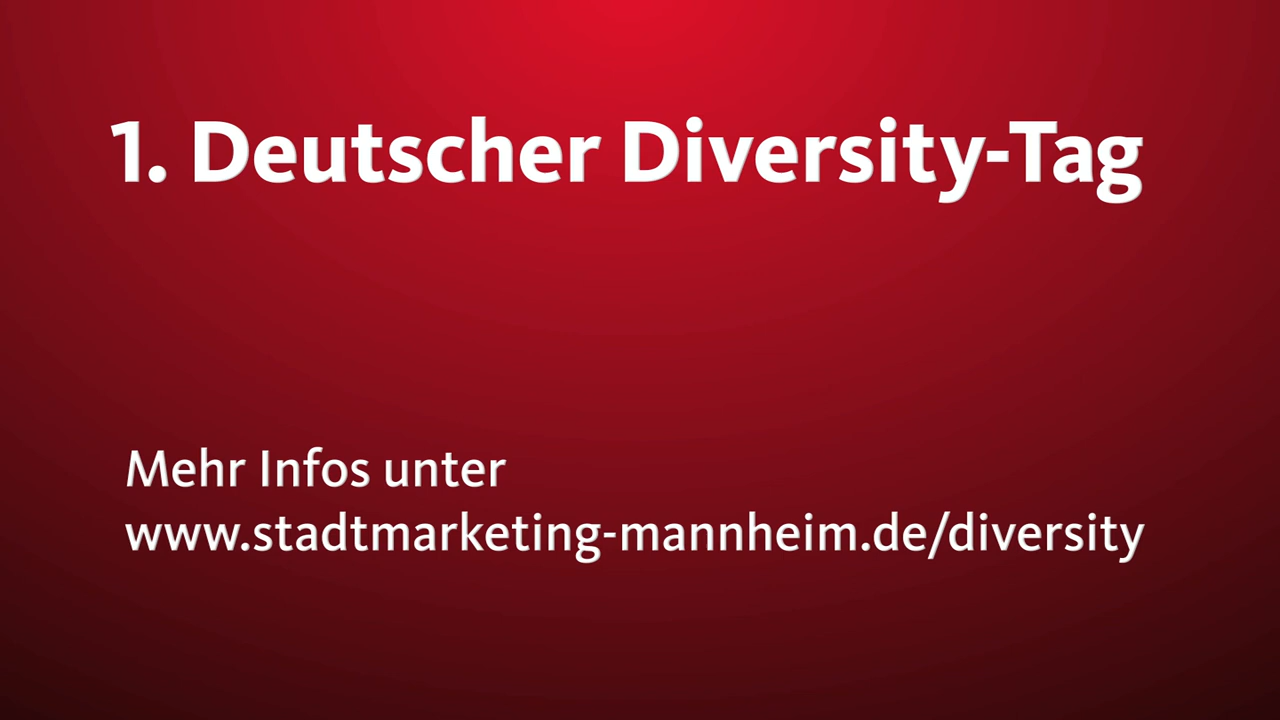 1. Deutscher Diversity-Tag
Mehr Infos unter
www.stadtmarketing-mannheim.de/diversity